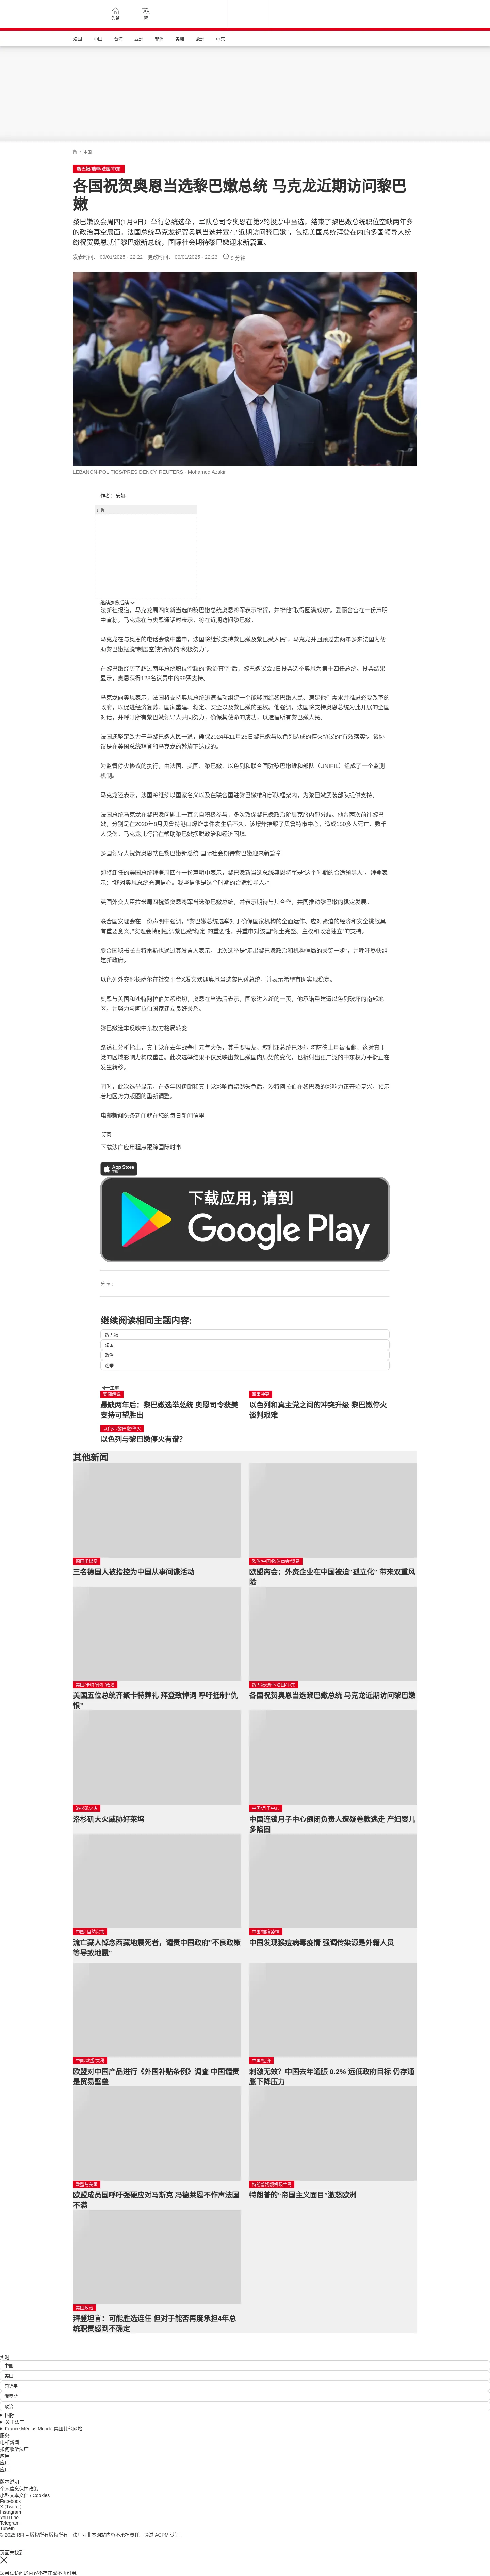 头条
繁
法国
中国
台海
亚洲
非洲
美洲
欧洲
中东
/ 法国
黎巴嫩/选举/法国/中东
各国祝贺奥恩当选黎巴嫩总统 马克龙近期访问黎巴
嫩
黎巴嫩议会周四(1月9日）举行总统选举，军队总司令奥恩在第2轮投票中当选，结束了黎巴嫩总统职位空缺两年多
的政治真空局面。法国总统马克龙祝贺奥恩当选并宣布"近期访问黎巴嫩"，包括美国总统拜登在内的多国领导人纷
纷祝贺奥恩就任黎巴嫩新总统，国际社会期待黎巴嫩迎来新篇章。
发表时间： 09/01/2025 - 22:22 更改时间： 09/01/2025 - 22:23 9 分钟
LEBANON-POLITICS/PRESIDENCY: REUTERS - Mohamed Azakir
作者： 安德
广告
继续浏览后续
法新社报道，马克龙周四向新当选的黎巴嫩总统奥恩将军表示祝贺，并祝他"取得圆满成功"。爱丽舍宫在一份声明
中宣称，马克龙在与奥恩通话时表示，将在近期访问黎巴嫩。
马克龙在与奥恩的电话会谈中重申，法国将继续支持黎巴嫩及黎巴嫩人民"。马克龙并回顾过去两年多来法国为帮
助黎巴嫩摆脱"制度空缺"所做的"积极努力"。
在黎巴嫩经历了超过两年总统职位空缺的"政治真空"后，黎巴嫩议会9日投票选举奥恩为第十四任总统。投票结果
显示，奥恩获得128名议员中的99票支持。
马克龙向奥恩表示，法国将支持奥恩总统迅速推动组建一个能够团结黎巴嫩人民、满足他们需求并推进必要改革的
政府，以促进经济复苏、国家重建、稳定、安全以及黎巴嫩的主权。他强调，法国将支持奥恩总统为此开展的全国
对话，并呼吁所有黎巴嫩领导人共同努力，确保其使命的成功，以造福所有黎巴嫩人民。
法国还坚定致力于与黎巴嫩人民一道，确保2024年11月26日黎巴嫩与以色列达成的停火协议的"有效落实"。该协
议是在美国总统拜登和马克龙的斡旋下达成的。
为监督停火协议的执行，由法国、美国、黎巴嫩、以色列和联合国驻黎巴嫩维和部队（UNIFIL）组成了一个监测
机制。
马克龙还表示，法国将继续以国家名义以及在联合国驻黎巴嫩维和部队框架内，为黎巴嫩武装部队提供支持。
法国总统马克龙在黎巴嫩问题上一直亲自积极参与，多次敦促黎巴嫩政治阶层克服内部分歧。他曾两次前往黎巴
嫩，分别是在2020年8月贝鲁特港口爆炸事件发生后不久。该爆炸摧毁了贝鲁特市中心，造成150多人死亡、数千
人受伤。马克龙此行旨在帮助黎巴嫩摆脱政治和经济困境。
多国领导人祝贺奥恩就任黎巴嫩新总统 国际社会期待黎巴嫩迎来新篇章
即将卸任的美国总统拜登周四在一份声明中表示，黎巴嫩新当选总统奥恩将军是"这个时期的合适领导人"。拜登表
示："我对奥恩总统充满信心。我坚信他是这个时期的合适领导人。"
英国外交大臣拉米周四祝贺奥恩将军当选黎巴嫩总统，并表示期待与其合作，共同推动黎巴嫩的稳定发展。
联合国安理会在一份声明中强调，"黎巴嫩总统选举对于确保国家机构的全面运作、应对紧迫的经济和安全挑战具
有重要意义。"安理会特别强调黎巴嫩"稳定"的重要性，并重申对该国"领土完整、主权和政治独立"的支持。
联合国秘书长古特雷斯也通过其发言人表示，此次选举是"走出黎巴嫩政治和机构僵局的关键一步"，并呼吁尽快组
建新政府。
以色列外交部长萨尔在社交平台X发文欢迎奥恩当选黎巴嫩总统，并表示希望有助实现稳定。
奥恩与美国和沙特阿拉伯关系密切，奥恩在当选后表示，国家进入新的一页，他承诺重建遭以色列破坏的南部地
区，并努力与阿拉伯国家建立良好关系。
黎巴嫩选举反映中东权力格局转变
路透社分析指出，真主党在去年战争中元气大伤，其重要盟友、叙利亚总统巴沙尔·阿萨德上月被推翻，这对真主
党的区域影响力构成重击。此次选举结果不仅反映出黎巴嫩国内局势的变化，也折射出更广泛的中东权力平衡正在
发生转移。
同时，此次选举显示，在多年因伊朗和真主党影响而黯然失色后，沙特阿拉伯在黎巴嫩的影响力正开始复兴，预示
着地区势力版图的重新调整。
电邮新闻头条新闻就在您的每日新闻信里
订阅
下载法广应用程序跟踪国际时事
App Store
下载
下载应用，请到
Google Play
分享 :
继续阅读相同主题内容:
黎巴嫩
法国
政治
选举
同一主题
要闻解说
悬缺两年后：黎巴嫩选举总统 奥恩司令获美
支持可望胜出
军事冲突
以色列和真主党之间的冲突升级 黎巴嫩停火
谈判艰难
以色列/黎巴嫩/停火
以色列与黎巴嫩停火有谱？
其他新闻
德国间谍案
三名德国人被指控为中国从事间谍活动
欧盟/中国/欧盟商会/贸易
欧盟商会：外资企业在中国被迫"孤立化" 带来双重风
险
美国/卡特/葬礼/政治
美国五位总统齐聚卡特葬礼 拜登致悼词 呼吁抵制"仇
恨"
黎巴嫩/选举/法国/中东
各国祝贺奥恩当选黎巴嫩总统 马克龙近期访问黎巴嫩
洛杉矶火灾
洛杉矶大火威胁好莱坞
中国/月子中心
中国连锁月子中心倒闭负责人遭疑卷款逃走 产妇婴儿
多陷困
中国/ 自然灾害
流亡藏人悼念西藏地震死者，谴责中国政府"不良政策
等导致地震"
中国/猴痘疫情
中国发现猴痘病毒疫情 强调传染源是外籍人员
中国/欧盟/友报
欧盟对中国产品进行《外国补贴条例》调查 中国谴责
是贸易壁垒
中国/经济
刺激无效？中国去年通胀 0.2% 远低政府目标 仍存通
胀下降压力
欧盟与美国
欧盟成员国呼吁强硬应对马斯克 冯德莱恩不作声法国
不满
特朗普觊觎格陵兰岛
特朗普的"帝国主义面目"激怒欧洲
美国政治
拜登坦言：可能胜选连任 但对于能否再度承担4年总
统职责感到不确定
实时
中国
美国
习近平
俄罗斯
政治
国际
关于法广
France Médias Monde 集团其他网站
服务
电邮新闻
如何收听法广
应用
应用
应用
版本说明
个人信息保护政策
小型文本文件 / Cookies
Facebook
X (Twitter)
Instagram
YouTube
Telegram
TuneIn
© 2025 RFI – 版权所有版权所有。法广对非本网站内容不承担责任。通过 ACPM 认证。
页面未找到
您尝试访问的内容不存在或不再可用。